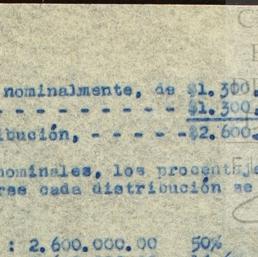 nominalmente, de $1.300.
- - - - - - - - - $1.300.
ribución, - - - - -$2.600.
nominales, los procentaje
rse cada distribución se
: 2.600.000.00 50%